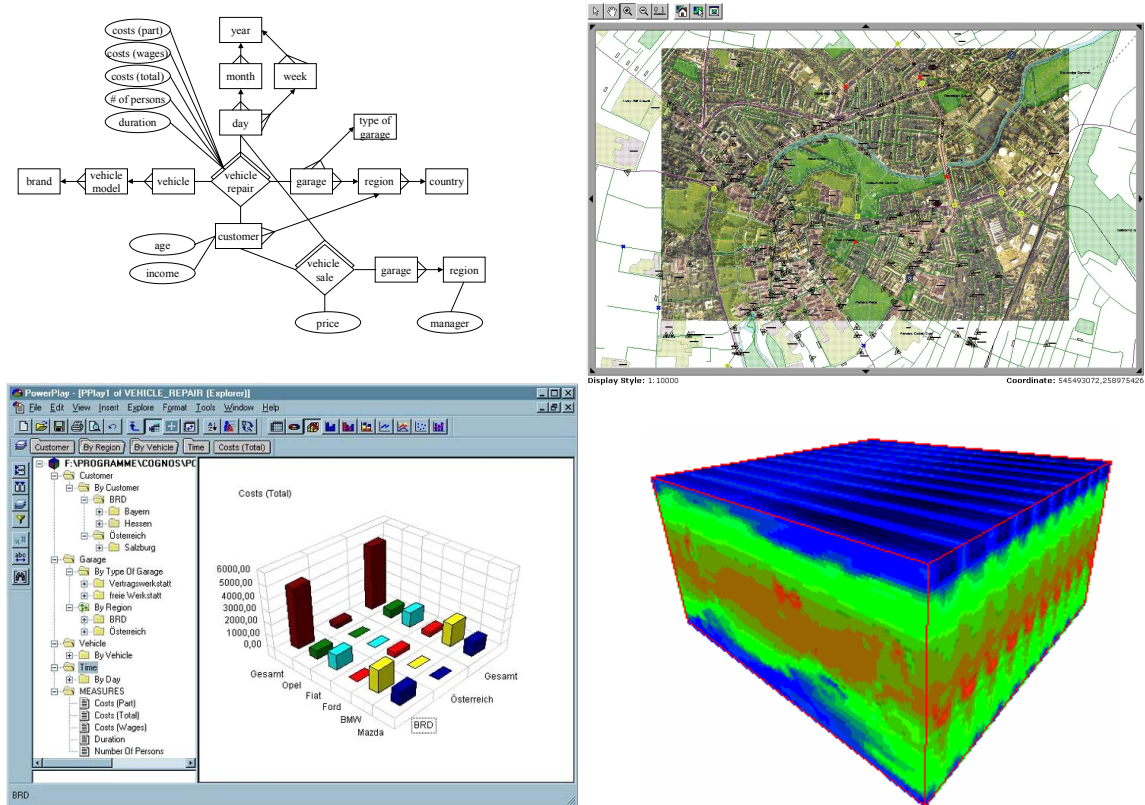 costs (part)
costs (wages)
costs (total)
# of persons
duration
year
month
week
day
type of
garage
brand
vehicle
model
vehicle
vehicle
repair
garage
region
country
customer
age
income
vehicle
sale
garage
region
price
manager
Display Style: 1:10000
Coordinate: 545493072,258975426
PowerPlay - [PPlay1 of VEHICLE_REPAIR (Explorer)]
File Edit View Insert Explore Format Tools Window Help
Customer By Region By Vehicle Time Costs (Total)
F:\PROGRAMME\COGNOS\PC
Customer
By Customer
BRD
Bayern
Hessen
Österreich
Salzburg
Garage
By Type Of Garage
Vertragswerkstatt
freie Werkstatt
By Region
BRD
Österreich
Vehicle
By Vehicle
Time
By Day
MEASURES
Costs (Part)
Costs (Total)
Costs (Wages)
Duration
Number Of Persons
Costs (Total)
6000,00
5000,00
4000,00
3000,00
2000,00
1000,00
0,00
Gesamt
Opel
Fiat
Ford
BMW
Mazda
Gesamt
Österreich
BRD
BRD